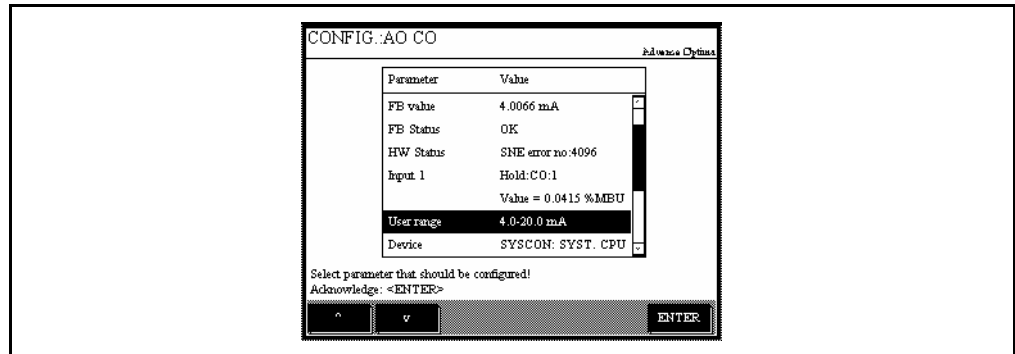 CONFIG.:AO CO
Advance Optima
Parameter Value
FB value 4.0066 mA
FB Status OK
HW Status SNE error no:4096
Input 1 Hold:CO:1
Value = 0.0415 %MBU
User range 4.0-20.0 mA
Device SYSCON: SYST. CPU
Select parameter that should be configured!
Acknowledge: <ENTER>
^ v ENTER